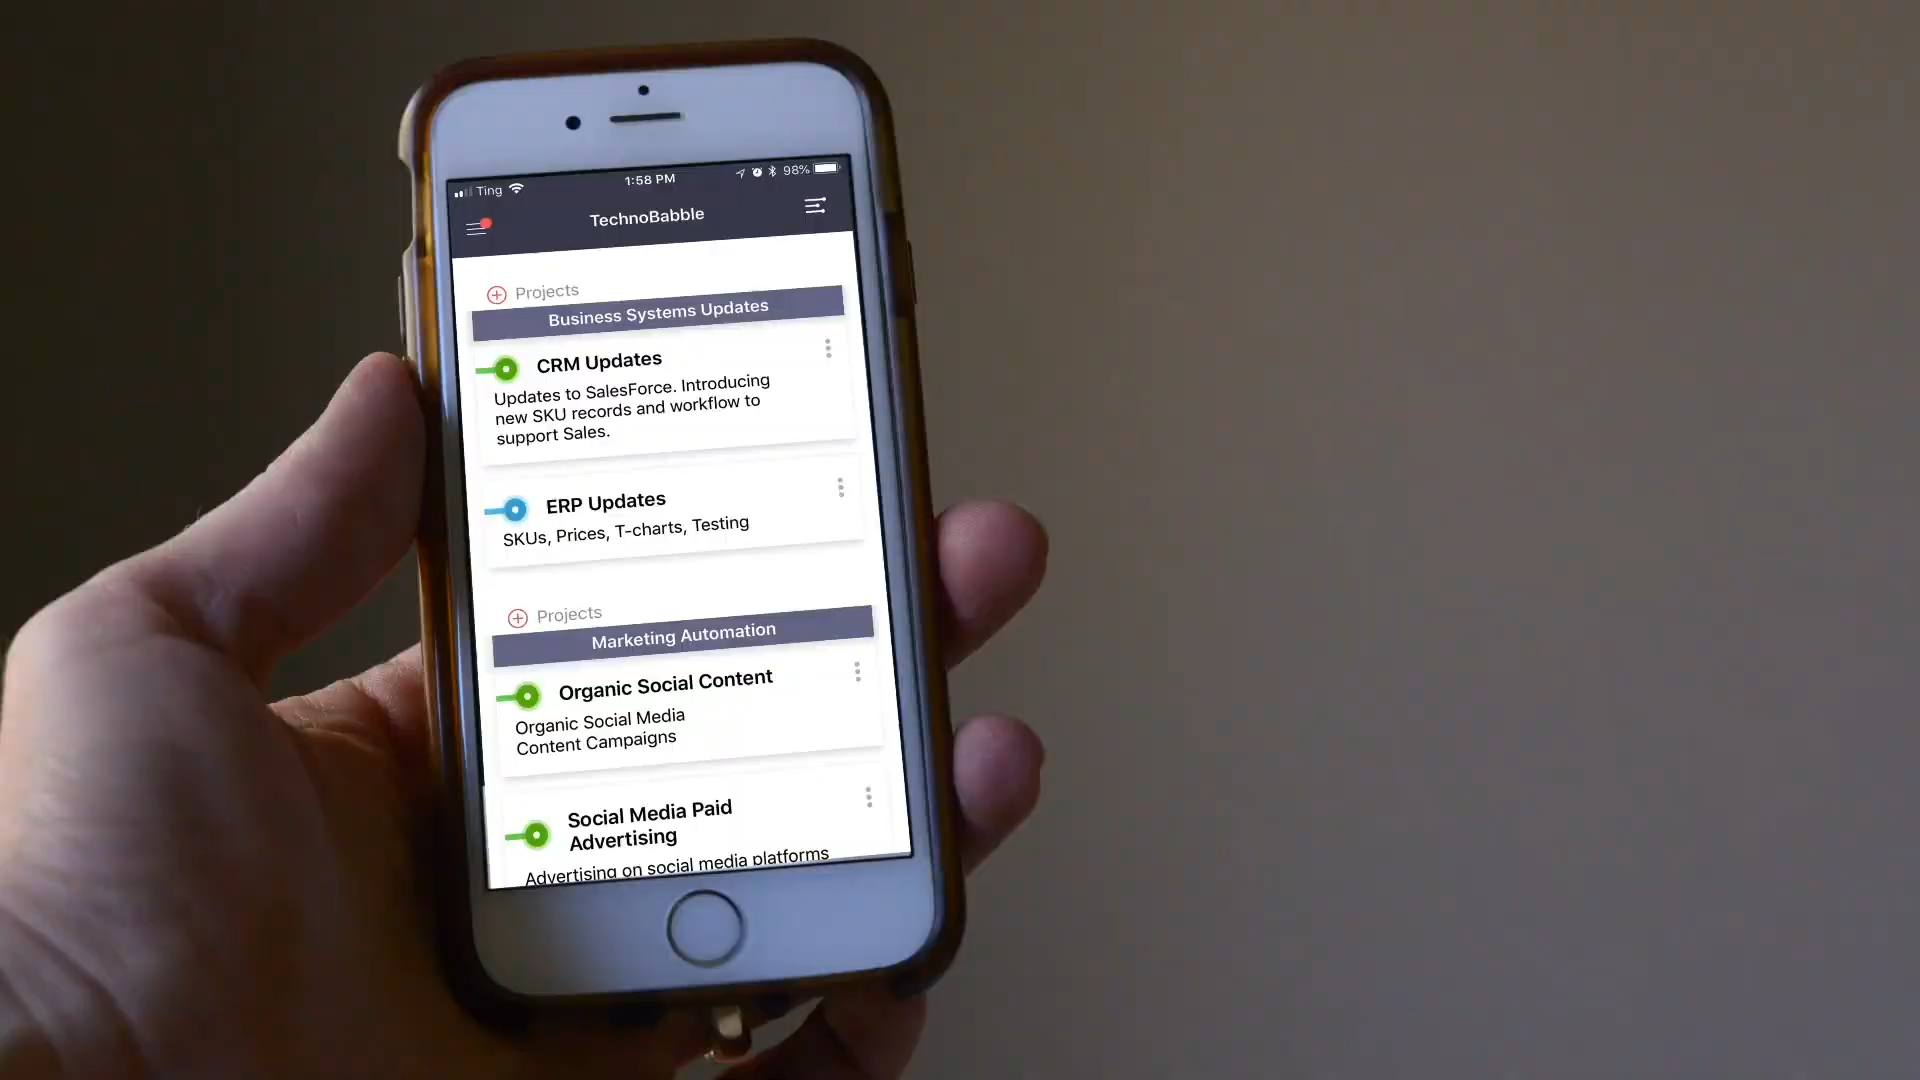 Ting
1:58 PM
98%
TechnoBabble
Projects
Business Systems Updates
CRM Updates
Updates to SalesForce. Introducing
new SKU records and workflow to
support Sales.
ERP Updates
SKUs, Prices, T-charts, Testing
Projects
Marketing Automation
Organic Social Content
Organic Social Media
Content Campaigns
Social Media Paid
Advertising
Advertising on social media platforms